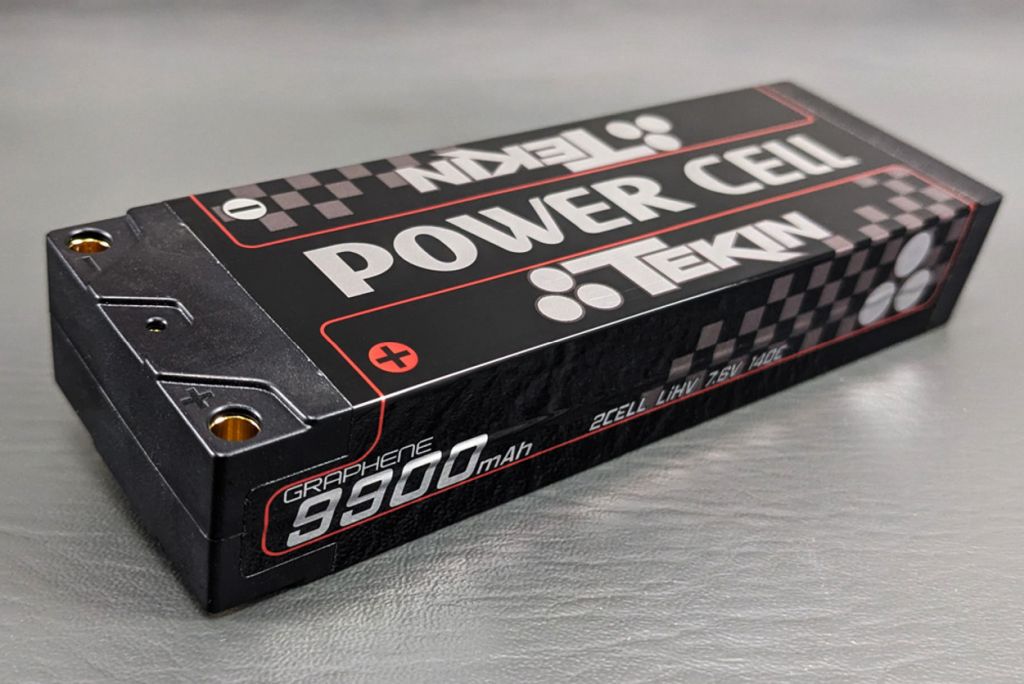 TEKIN
POWER CELL
TEKIN
GRAPHENE
9900mAh
2CELL LiHV 7.6V 140C